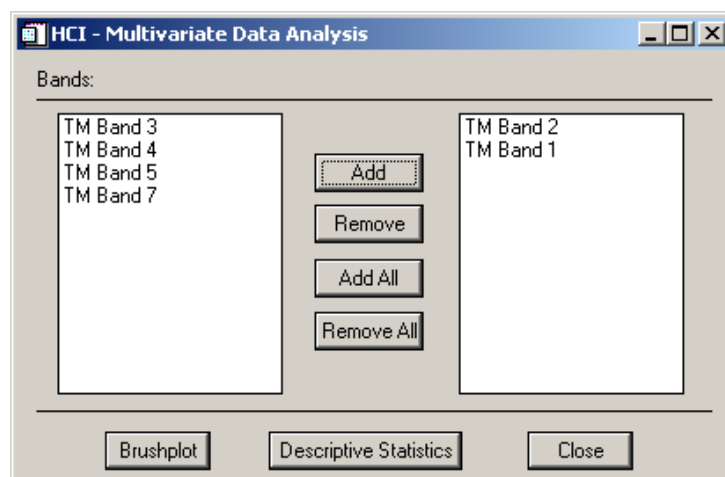 HCI - Multivariate Data Analysis
Bands:
TM Band 3
TM Band 4
TM Band 5
TM Band 7
Add
Remove
Add All
Remove All
TM Band 2
TM Band 1
Brushplot
Descriptive Statistics
Close